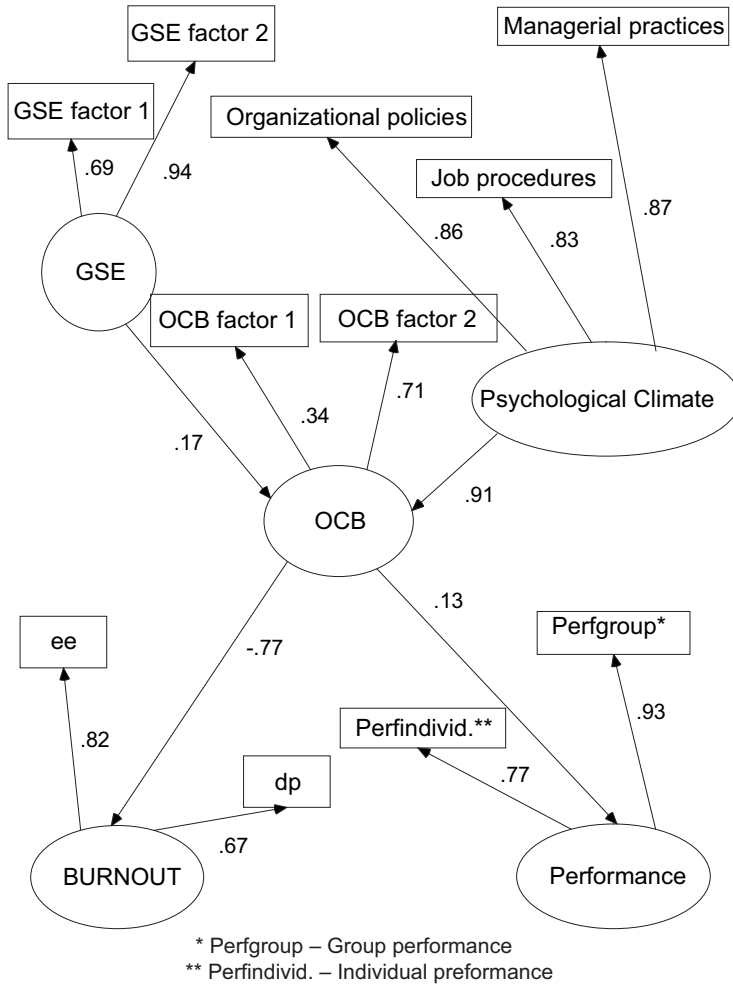 GSE factor 2
Managerial practices
GSE factor 1
Organizational policies
.69
.94
Job procedures
.86
.83
.87
GSE
OCB factor 1
OCB factor 2
Psychological Climate
.34
.71
.17
.91
OCB
.13
ee
-.77
Perfgroup*
.82
Perfindivid.**
.93
dp
.77
.67
BURNOUT
Performance
* Perfgroup – Group performance
** Perfindivid. – Individual preformance